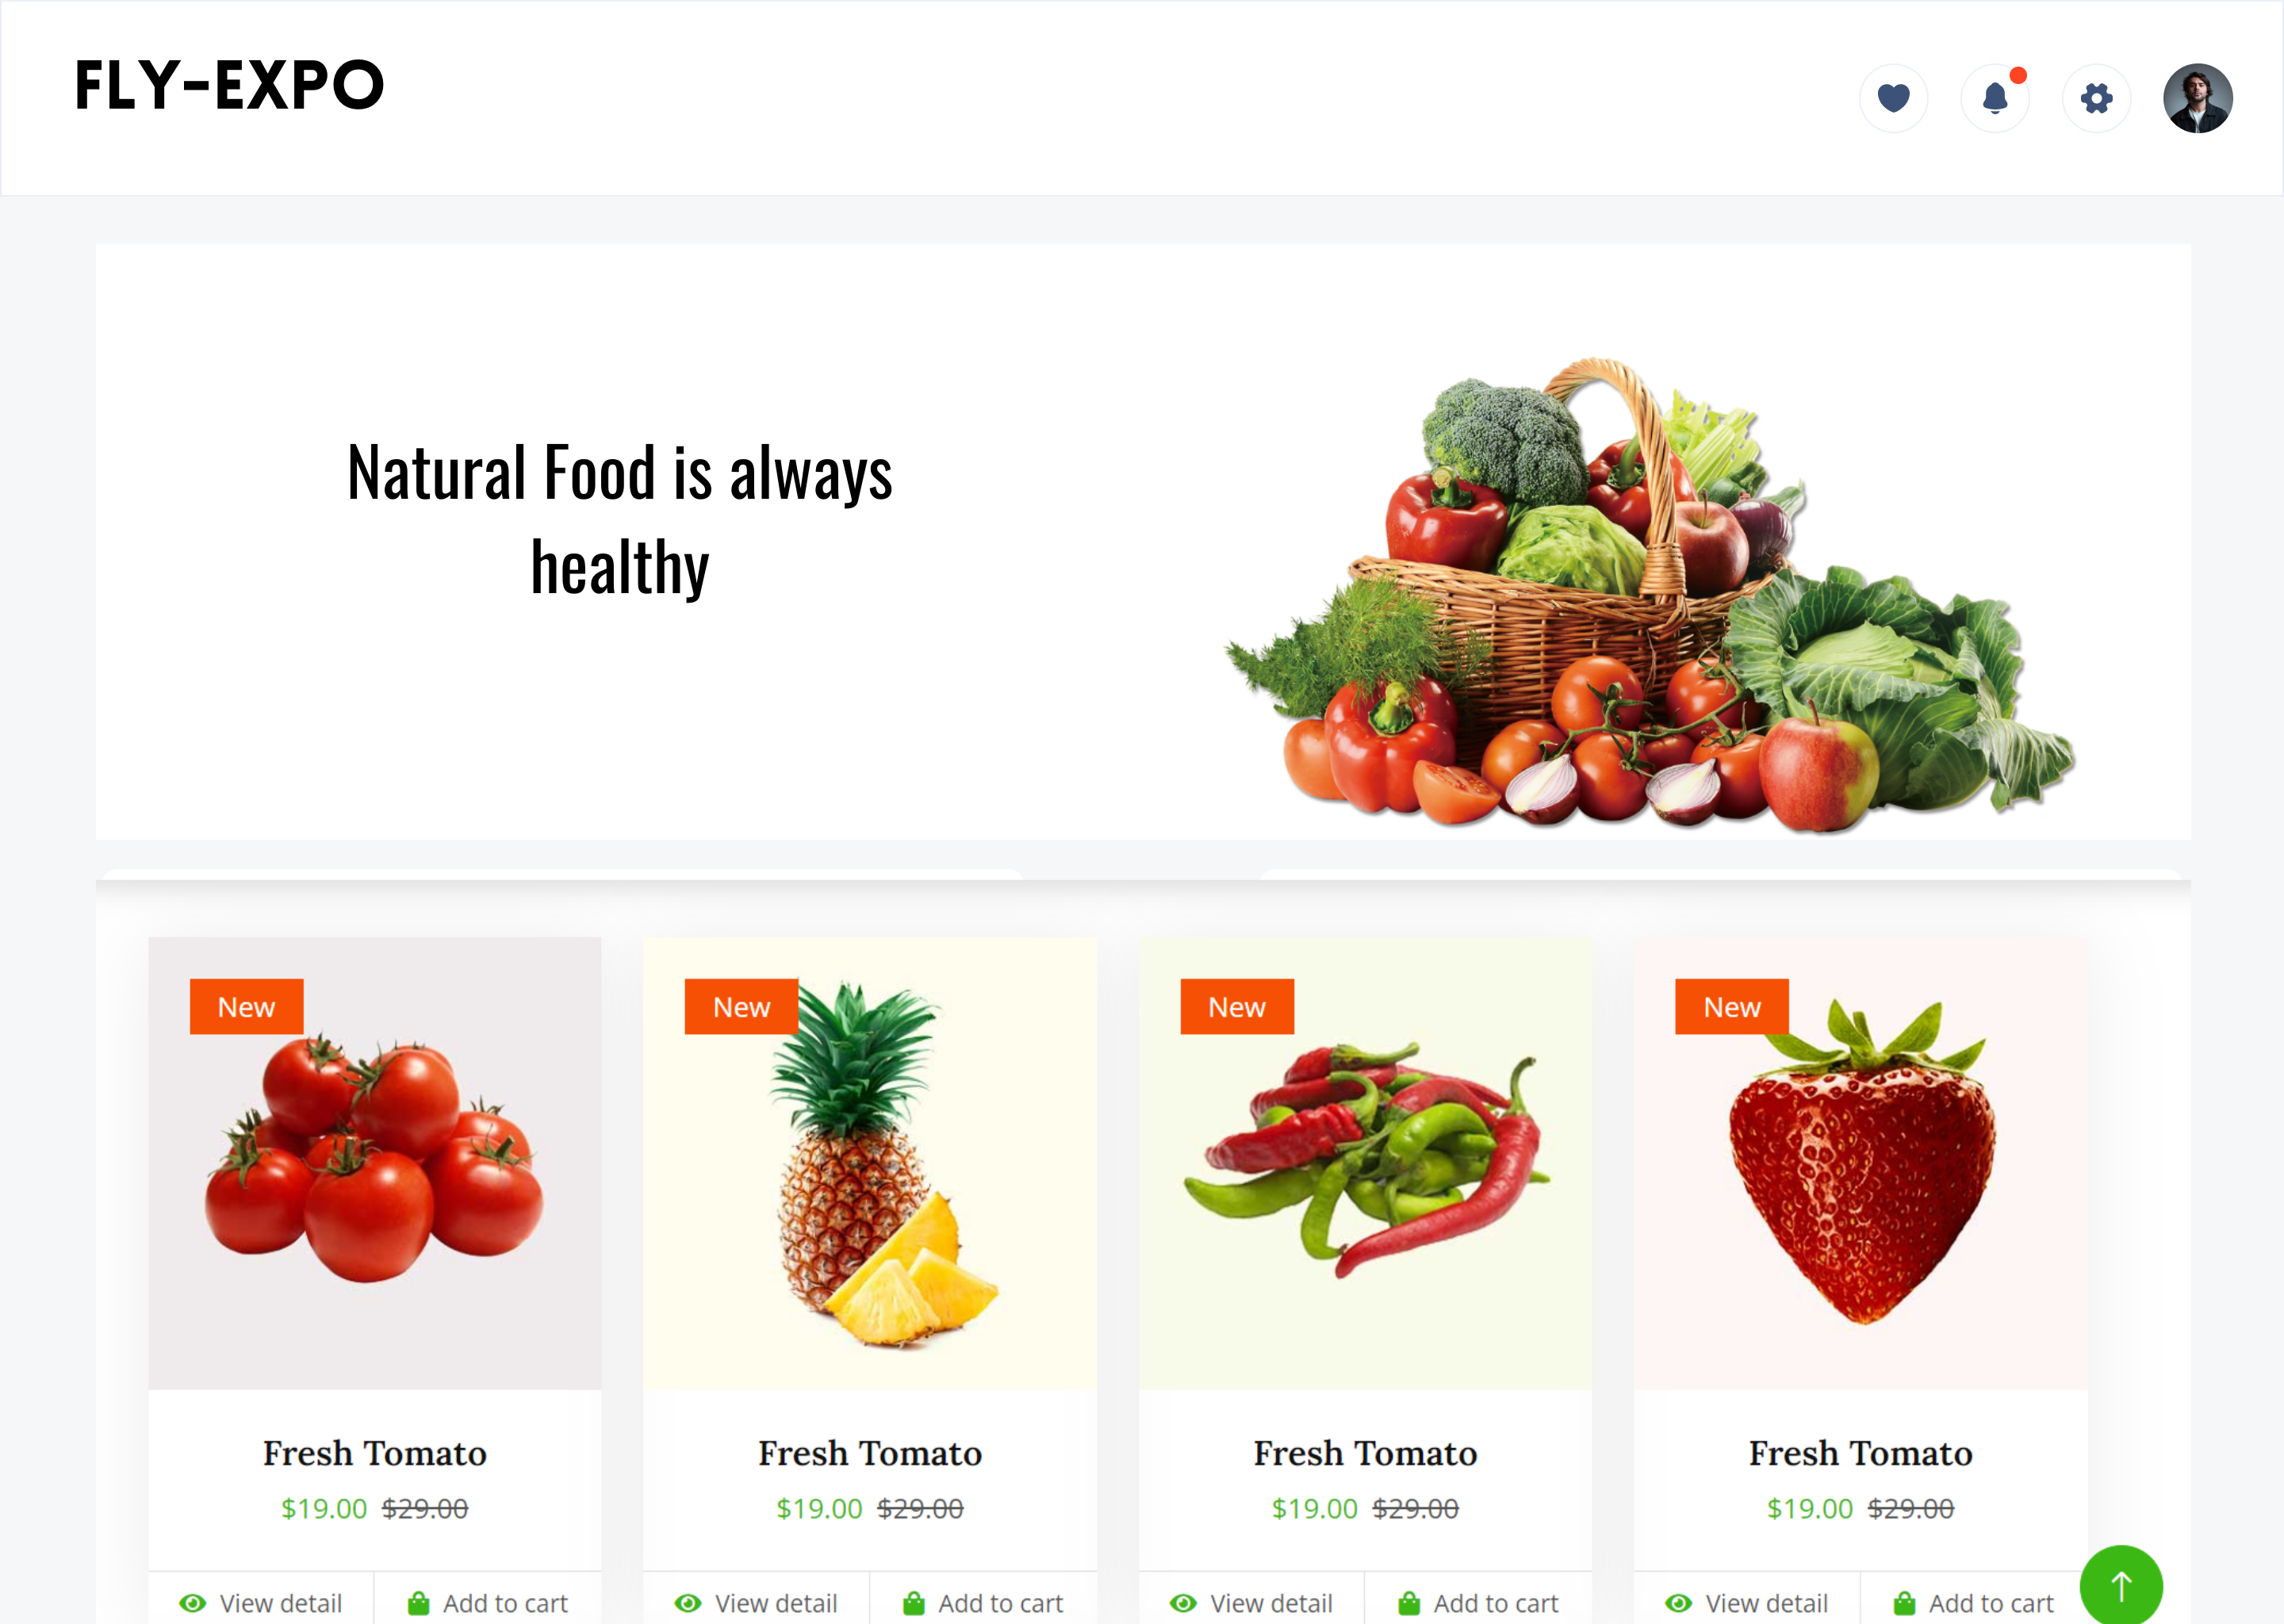 FLY-EXPO
Natural Food is always
healthy
New
New
New
New
Fresh Tomato
Fresh Tomato
Fresh Tomato
Fresh Tomato
$19.00 $29.00
$19.00 $29.00
$19.00 $29.00
$19.00 $29.00
View detail
Add to cart
View detail
Add to cart
View detail
Add to cart
View detail
Add to cart